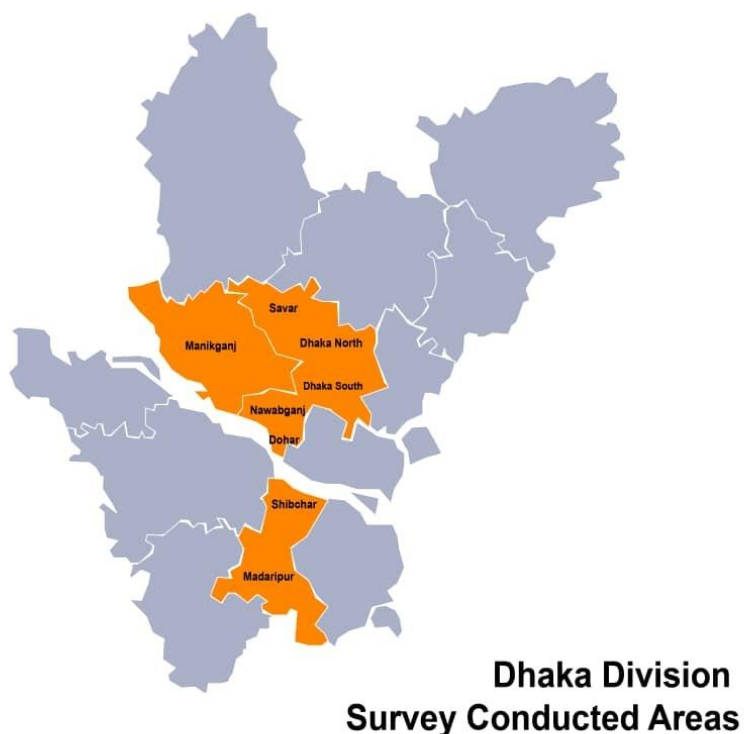 Savar
Manikganj
Dhaka North
Dhaka South
Nawabganj
Dohar
Shibchar
Madaripur
Dhaka Division
Survey Conducted Areas